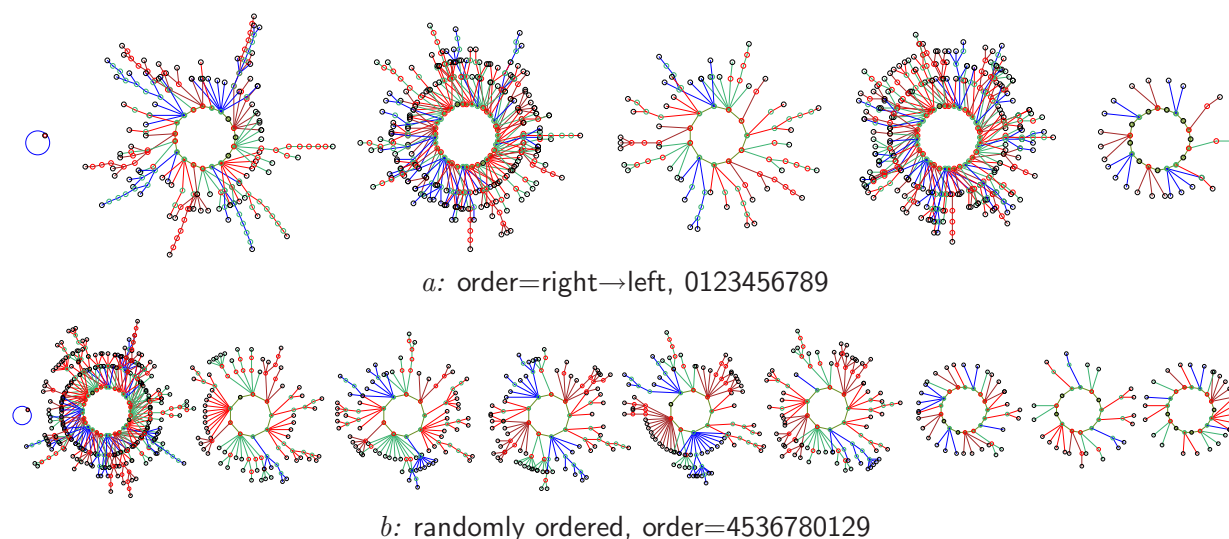 a: order=right→left, 0123456789
b: randomly ordered, order=4536780129